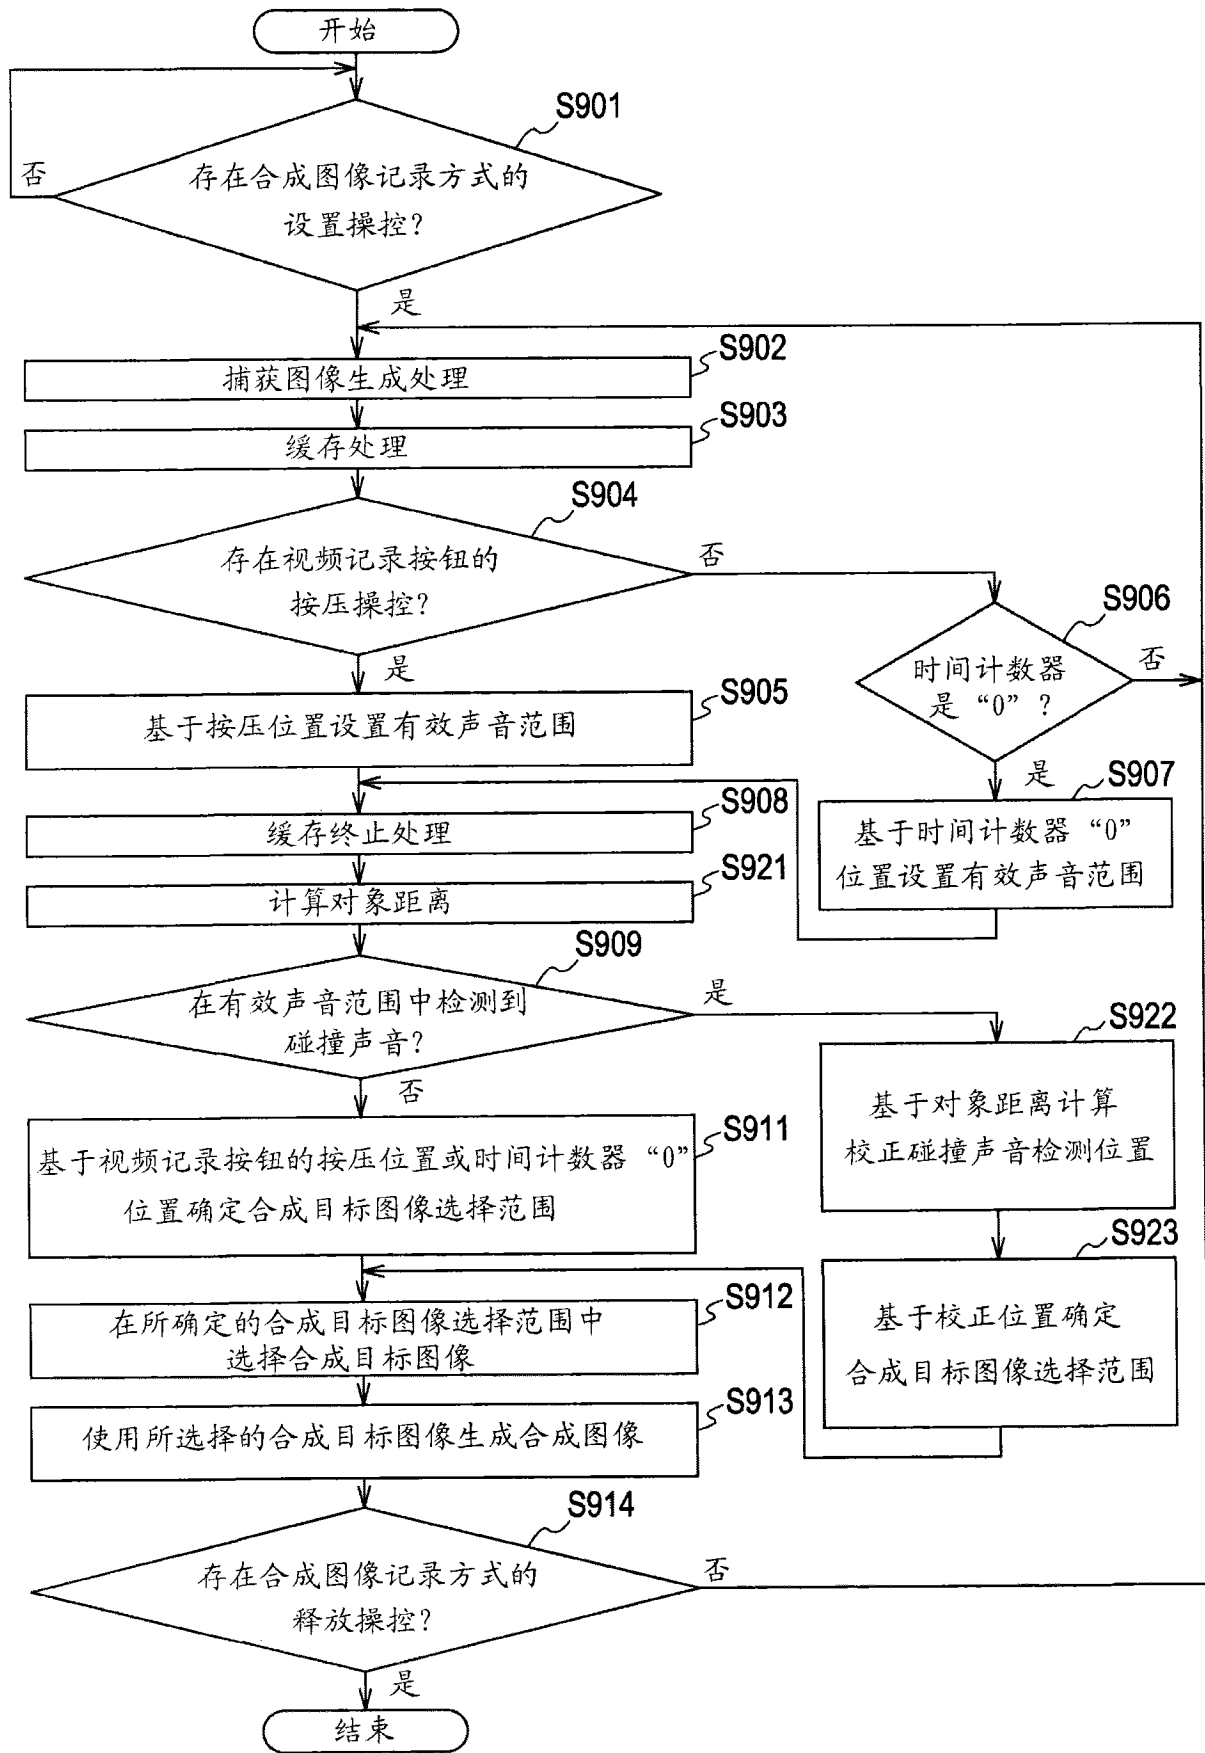 开始
S901
否
存在合成图像记录方式的
设置操控？
是
S902
捕获图像生成处理
S903
缓存处理
S904
存在视频记录按钮的
按压操控？
否
是
S906
时间计数器
是“0”？
否
是
S905
基于按压位置设置有效声音范围
S907
基于时间计数器“0”
位置设置有效声音范围
S908
缓存终止处理
S921
计算对象距离
S909
在有效声音范围中检测到
碰撞声音？
是
否
S922
基于对象距离计算
校正碰撞声音检测位置
S911
基于视频记录按钮的按压位置或时间计数器“0”
位置确定合成目标图像选择范围
S923
基于校正位置确定
合成目标图像选择范围
S912
在所确定的合成目标图像选择范围中
选择合成目标图像
S913
使用所选择的合成目标图像生成合成图像
S914
存在合成图像记录方式的
释放操控？
否
是
结束